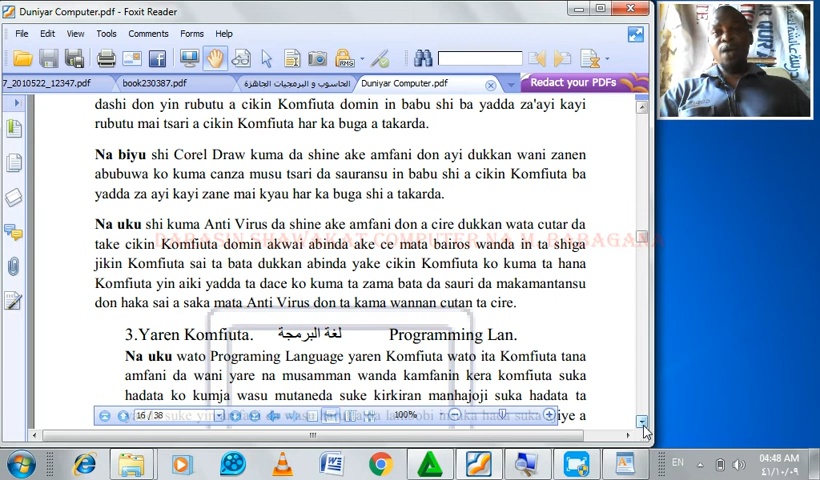 Duniyar Computer.pdf - Foxit Reader
File Edit View Tools Comments Forms Help
7_2010522_12347.pdf book230387.pdf الحاسوب و البرمجيات الجاهزة Duniyar Computer.pdf Redact your PDFs
dashi don yin rubutu a cikin Komfiuta domin in babu shi ba yadda za'ayi kayi
rubutu mai tsari a cikin Komfiuta har ka buga a takarda.
Na biyu shi Corel Draw kuma da shine ake amfani don ayi dukkan wani zanen
abubuwa ko kuma canza musu tsari da sauransu in babu shi a cikin Komfiuta ba
yadda za ayi kayi zane mai kyau har ka buga shi a takarda.
Na uku shi kuma Anti Virus da shine ake amfani don a cire dukkan wata cutar da
take cikin Komfiuta domin akwai abinda ake ce mata bairos wanda in ta shiga
DARASIN SHAWAKAT COMPUTER NA H. BABAGANA
jikin Komfiuta sai ta bata dukkan abinda yake cikin Komfiuta ko kuma ta hana
Komfiuta yin aiki yadda ta dace ko kuma ta zama bata da sauri da makamantansu
don haka sai a saka mata Anti Virus don ta kama wannan cutan ta cire.
3.Yaren Komfiuta. لغة البرمجة Programming Lan.
Na uku wato Programing Language yaren Komfiuta wato ita Komfiuta tana
amfani da wani yare na musamman wanda kamfanin kera komfiuta suka
hadata ko kumja wasu mutaneda suke kirkiran manhajoji suka hadata ta
16 / 38 100%
EN 04:48 AM
٤١/١٠/٠٩